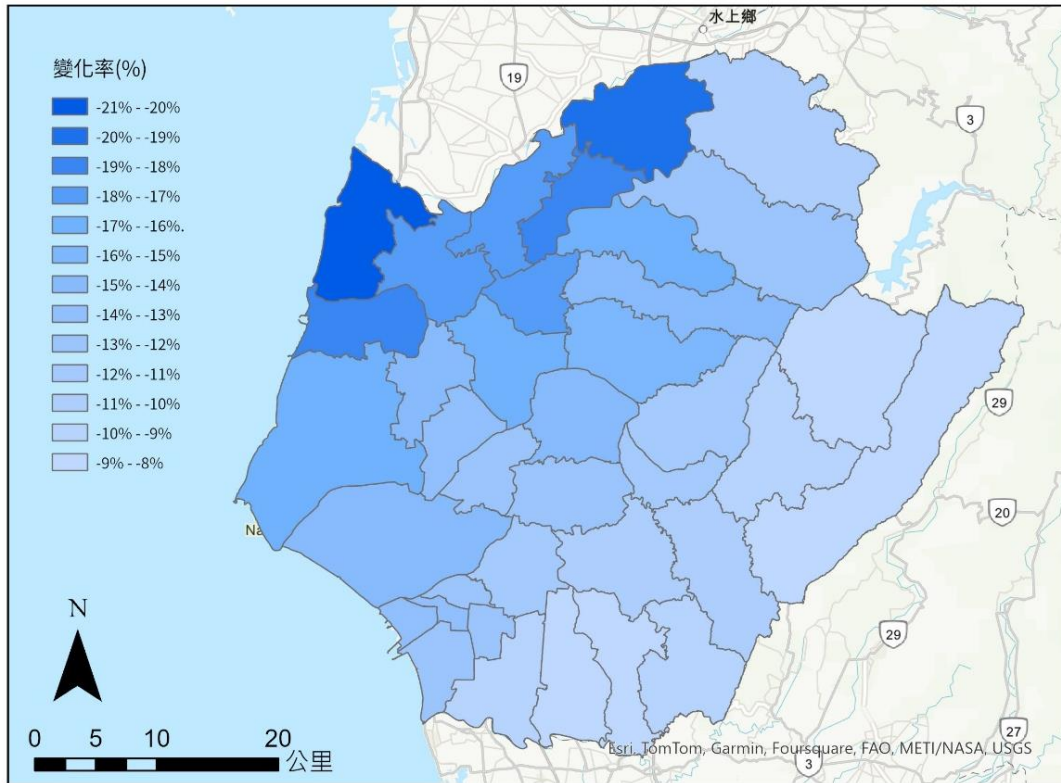 水上鄉
變化率(%)
-21% - -20%
-20% - -19%
-19% - -18%
-18% - -17%
-17% - -16%.
-16% - -15%
-15% - -14%
-14% - -13%
-13% - -12%
-12% - -11%
-11% - -10%
-10% - -9%
-9% - -8%
19
3
29
20
29
27
3
Na
N
0 5 10 20
公里
Esri, TomTom, Garmin, Foursquare, FAO, METI/NASA, USGS